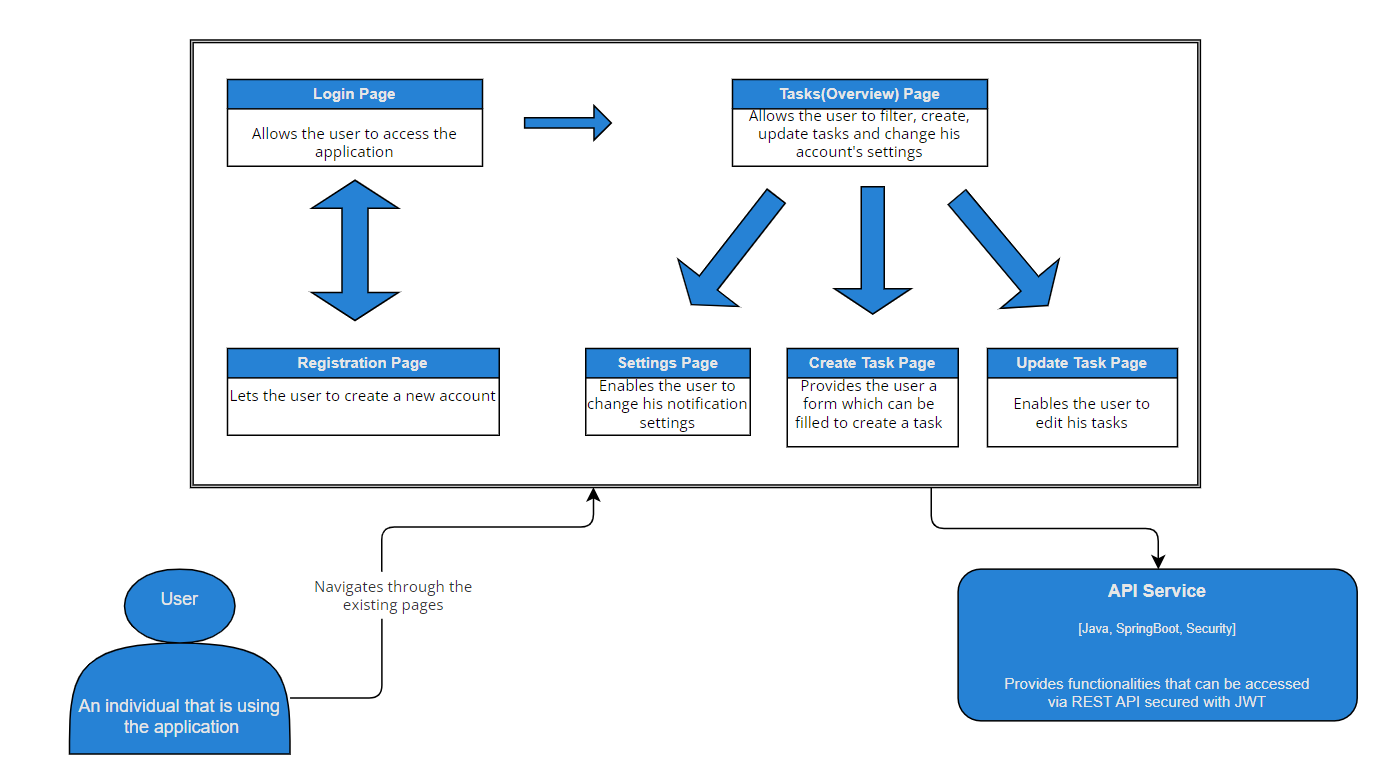 Login Page
Allows the user to access the
application
Tasks(Overview) Page
Allows the user to filter, create,
update tasks and change his
account's settings
Registration Page
Lets the user to create a new account
Settings Page
Enables the user to
change his notification
settings
Create Task Page
Provides the user a
form which can be
filled to create a task
Update Task Page
Enables the user to
edit his tasks
Navigates through the
existing pages
User
An individual that is using
the application
API Service
[Java, SpringBoot, Security]
Provides functionalities that can be accessed
via REST API secured with JWT